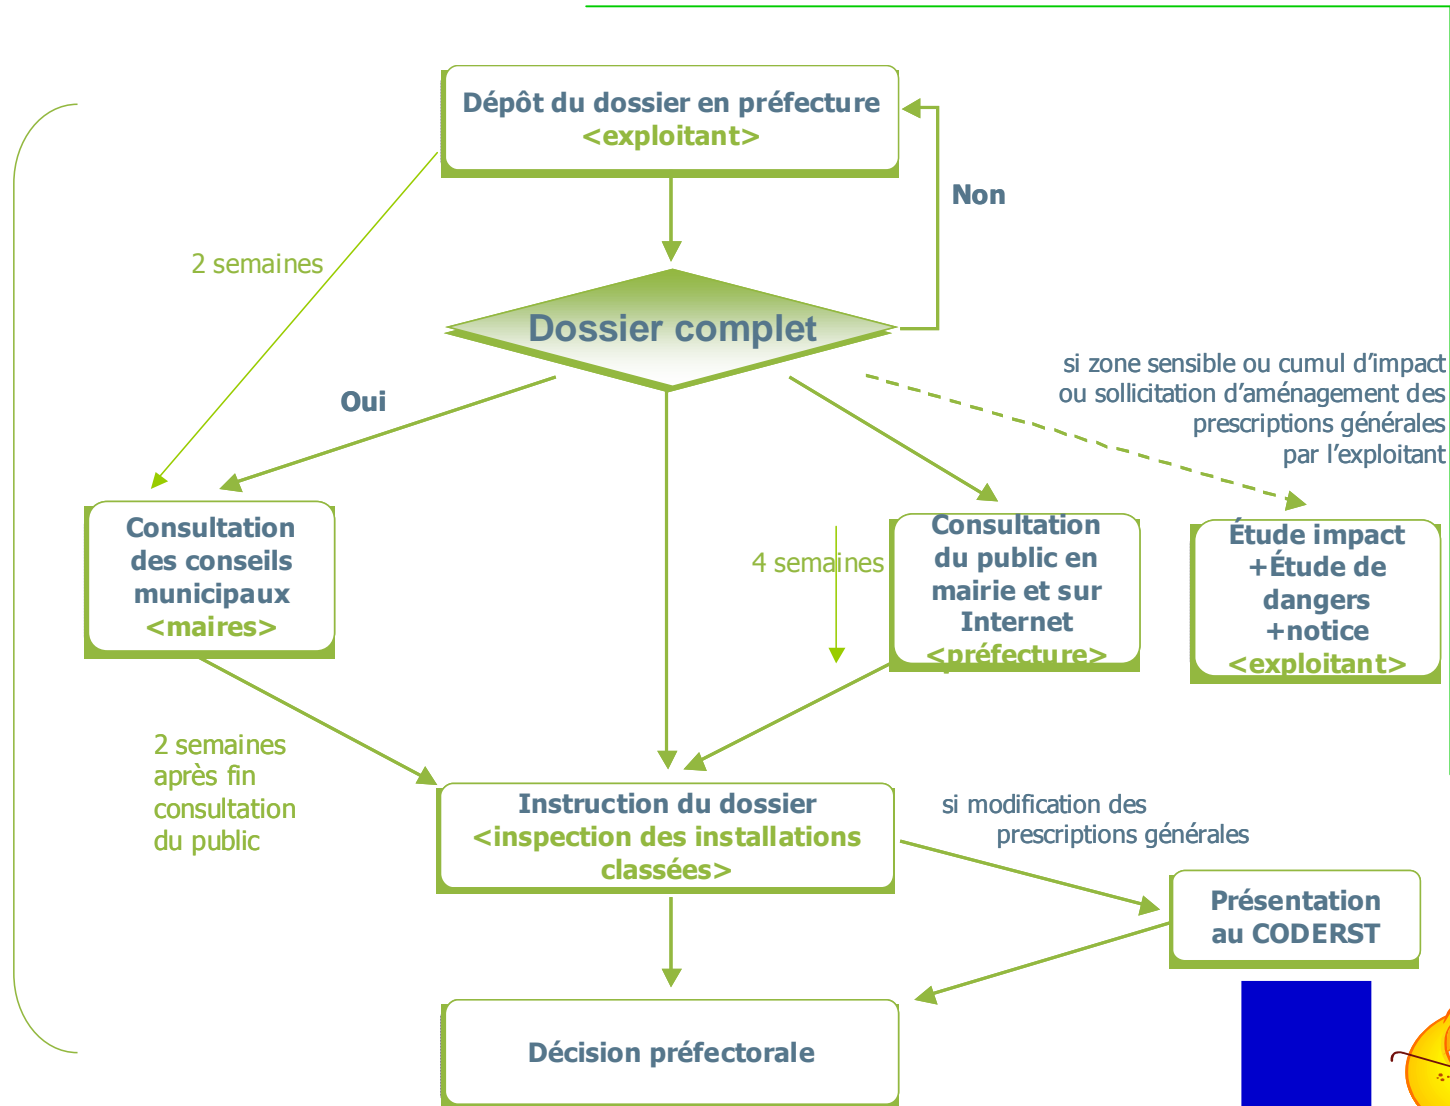 Dépôt du dossier en préfecture
<exploitant>
Non
2 semaines
Dossier complet
si zone sensible ou cumul d’impact
ou sollicitation d’aménagement des
prescriptions générales
par l’exploitant
Oui
Consultation
des conseils
municipaux
<maires>
4 semaines
Consultation
du public en
mairie et sur
Internet
<préfecture>
Étude impact
+Étude de
dangers
+notice
<exploitant>
2 semaines
après fin
consultation
du public
Instruction du dossier
<inspection des installations
classées>
si modification des
prescriptions générales
Présentation
au CODERST
Décision préfectorale